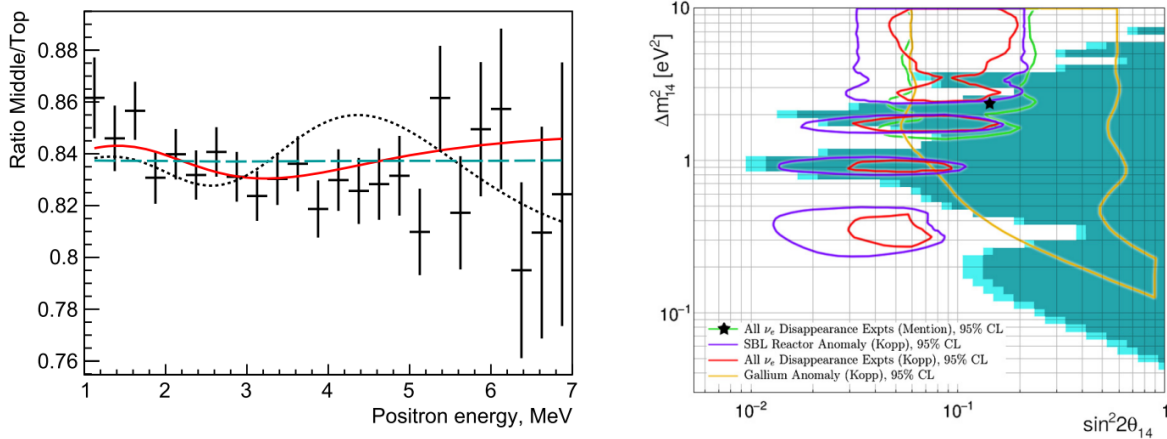 Ratio Middle/Top
0.88
0.86
0.84
0.82
0.8
0.78
0.76
1 2 3 4 5 6 7
Positron energy, MeV
Δm²₁₄ [eV²]
10
1
10⁻¹
All νₑ Disappearance Expts (Mention), 95% CL
SBL Reactor Anomaly (Kopp), 95% CL
All νₑ Disappearance Expts (Kopp), 95% CL
Gallium Anomaly (Kopp), 95% CL
10⁻² 10⁻¹ 1
sin²2θ₁₄